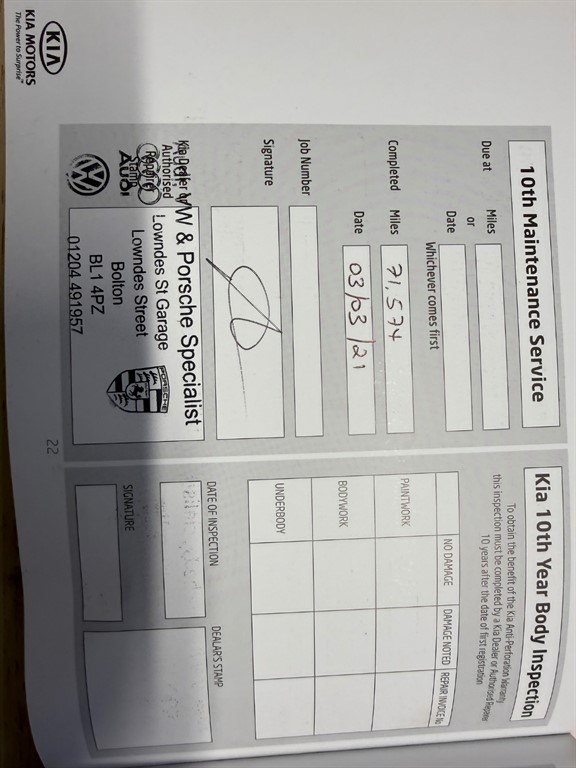 10th Maintenance Service
Due at Miles
or
Date
Whichever comes first
Completed Miles 71,574
Date 03/03/21
Job Number
Signature
Kia Dealer or
Authorised
Repairer
Stamp
Audi
VW & Porsche Specialist
Lowndes St Garage
Lowndes Street
Bolton
BL1 4PZ
01204 491957
PORSCHE
KIA
KIA MOTORS
The Power to Surprise™
22
Kia 10th Year Body Inspection
To obtain the benefit of the Kia Anti-Perforation Warranty
this inspection must be completed by a Kia Dealer or Authorised Repairer
10 years after the date of first registration
NO DAMAGE DAMAGE NOTED REPAIR INVOICE No
PAINTWORK
BODYWORK
UNDERBODY
DATE OF INSPECTION
DEALAR'S STAMP
SIGNATURE